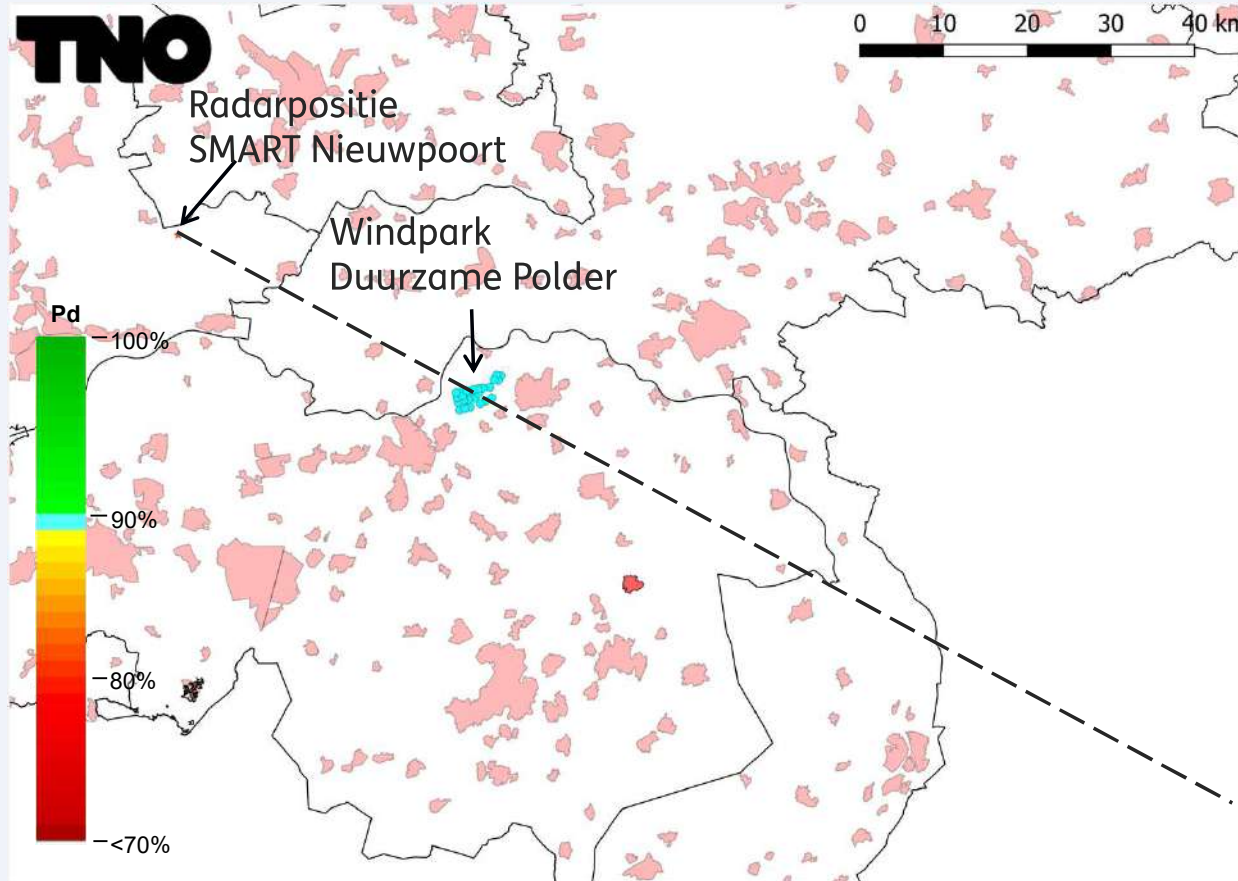 TNO
0 10 20 30 40 km
Radarpositie
SMART Nieuwpoort
Windpark
Duurzame Polder
Pd
100%
90%
80%
<70%